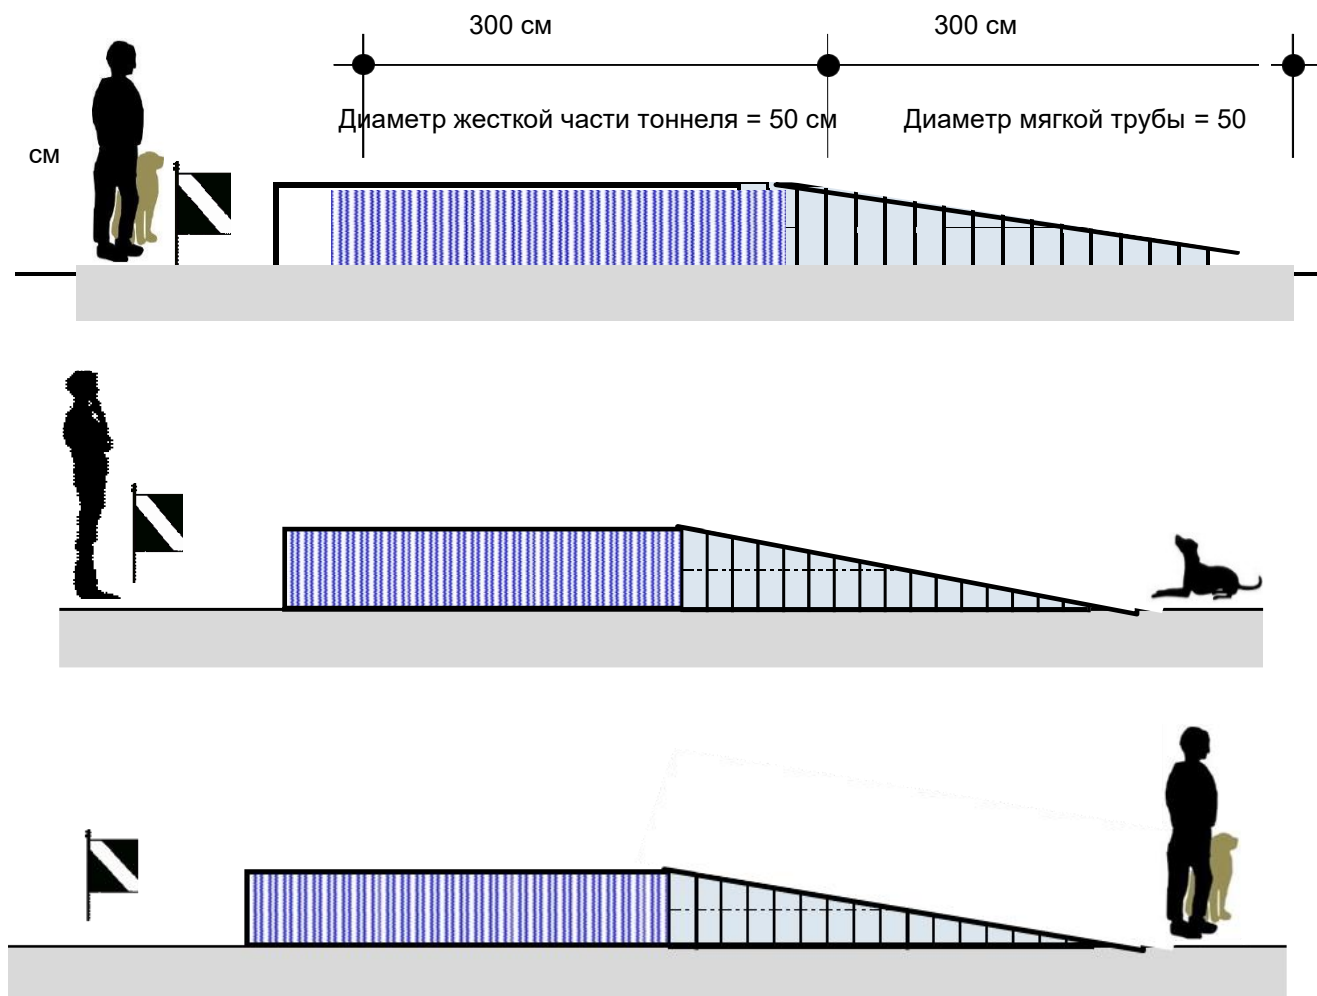 300 см 300 см
Диаметр жесткой части тоннеля = 50 см Диаметр мягкой трубы = 50
см